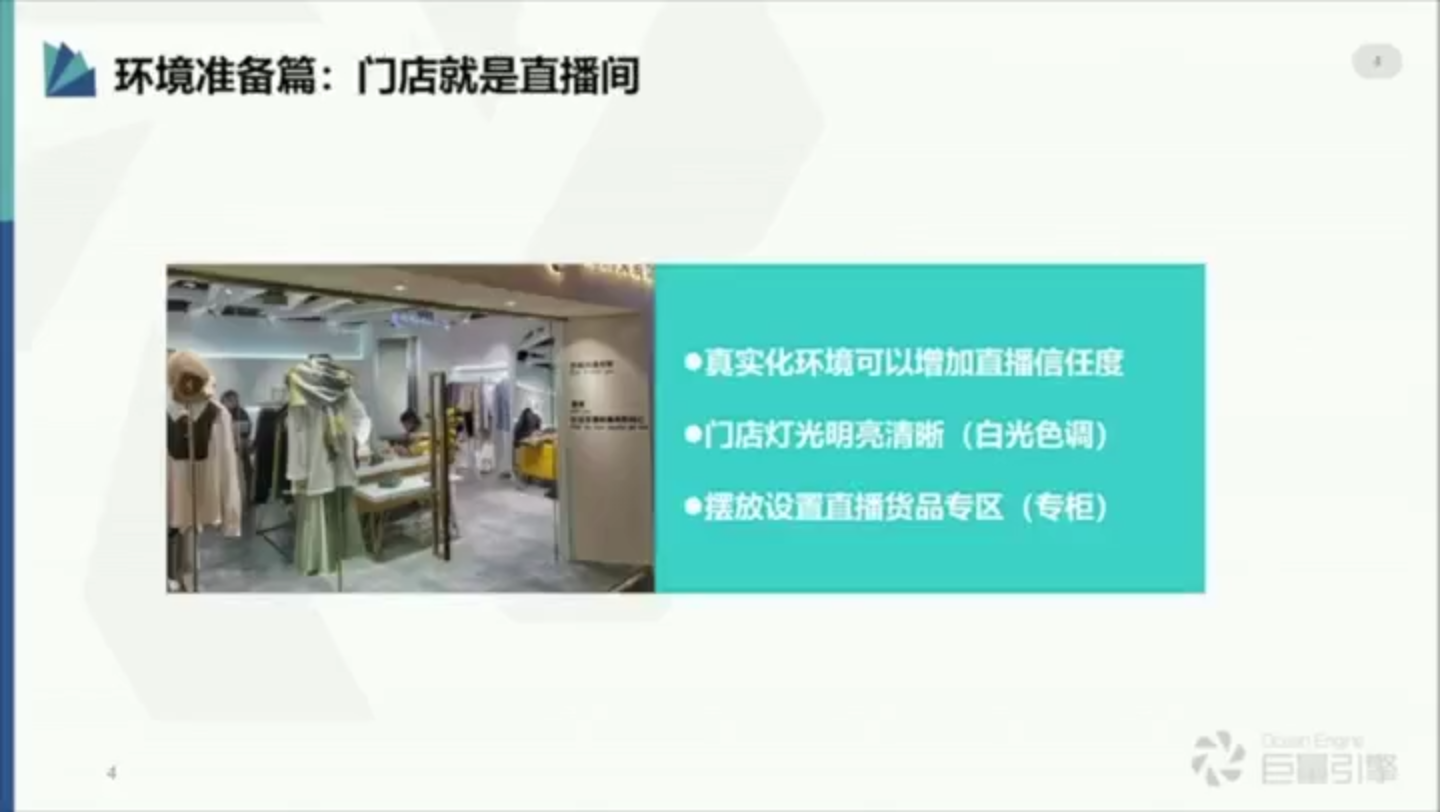 环境准备篇：门店就是直播间
4
●真实化环境可以增加直播信任度
●门店灯光明亮清晰（白光色调）
●摆放设置直播货品专区（专柜）
4
Ocean Engine
巨量引擎